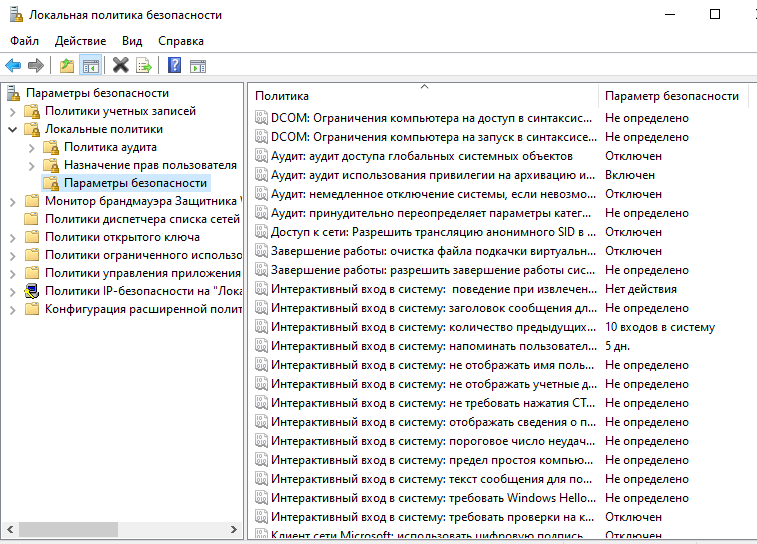 Локальная политика безопасности
Файл Действие Вид Справка
Параметры безопасности
Политики учетных записей
Локальные политики
Политика аудита
Назначение прав пользователя
Параметры безопасности
Монитор брандмауэра Защитника
Политики диспетчера списка сетей
Политики открытого ключа
Политики ограниченного использо
Политики управления приложения
Политики IP-безопасности на "Лока
Конфигурация расширенной полит
Политика Параметр безопасности
DCOM: Ограничения компьютера на доступ в синтаксис... Не определено
DCOM: Ограничения компьютера на запуск в синтаксисе... Не определено
Аудит: аудит доступа глобальных системных объектов Отключен
Аудит: аудит использования привилегии на архивацию и... Включен
Аудит: немедленное отключение системы, если невозмо... Отключен
Аудит: принудительно переопределяет параметры катег... Не определено
Доступ к сети: Разрешить трансляцию анонимного SID в ... Отключен
Завершение работы: очистка файла подкачки виртуальн... Отключен
Завершение работы: разрешить завершение работы сис... Не определено
Интерактивный вход в систему:  поведение при извлечен... Нет действия
Интерактивный вход в систему: заголовок сообщения дл... Не определено
Интерактивный вход в систему: количество предыдущих... 10 входов в систему
Интерактивный вход в систему: напоминать пользовател... 5 дн.
Интерактивный вход в систему: не отображать имя поль... Не определено
Интерактивный вход в систему: не отображать учетные д... Не определено
Интерактивный вход в систему: не требовать нажатия CT... Не определено
Интерактивный вход в систему: отображать сведения о п... Не определено
Интерактивный вход в систему: пороговое число неудач... Не определено
Интерактивный вход в систему: предел простоя компью... Не определено
Интерактивный вход в систему: текст сообщения для по... Не определено
Интерактивный вход в систему: требовать Windows Hello... Не определено
Интерактивный вход в систему: требовать проверки на к... Отключен
Клиент сети Microsoft: использовать цифровую подпись... Отключен